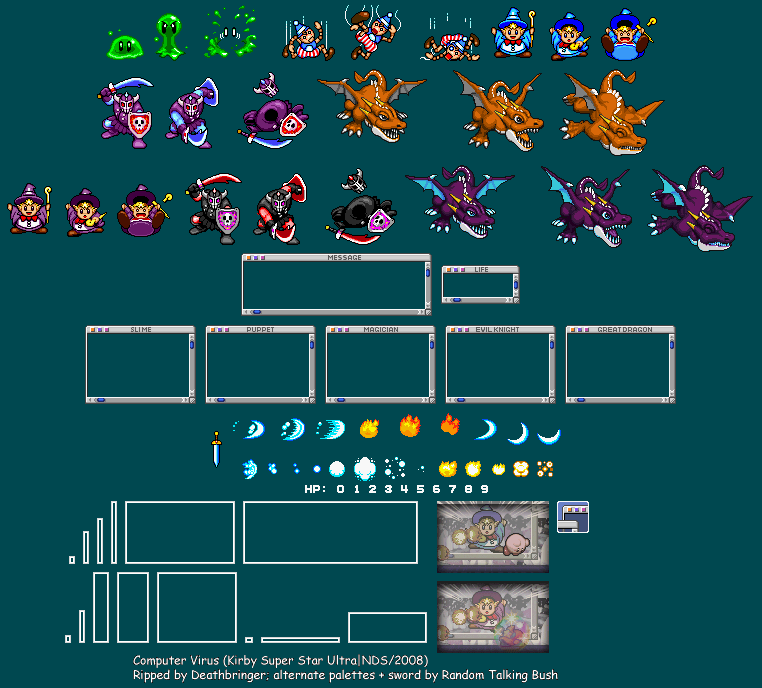 MESSAGE
LIFE
SLIME
PUPPET
MAGICIAN
EVIL KNIGHT
GREAT DRAGON
HP: 0 1 2 3 4 5 6 7 8 9
Computer Virus (Kirby Super Star Ultra|NDS/2008)
Ripped by Deathbringer; alternate palettes + sword by Random Talking Bush